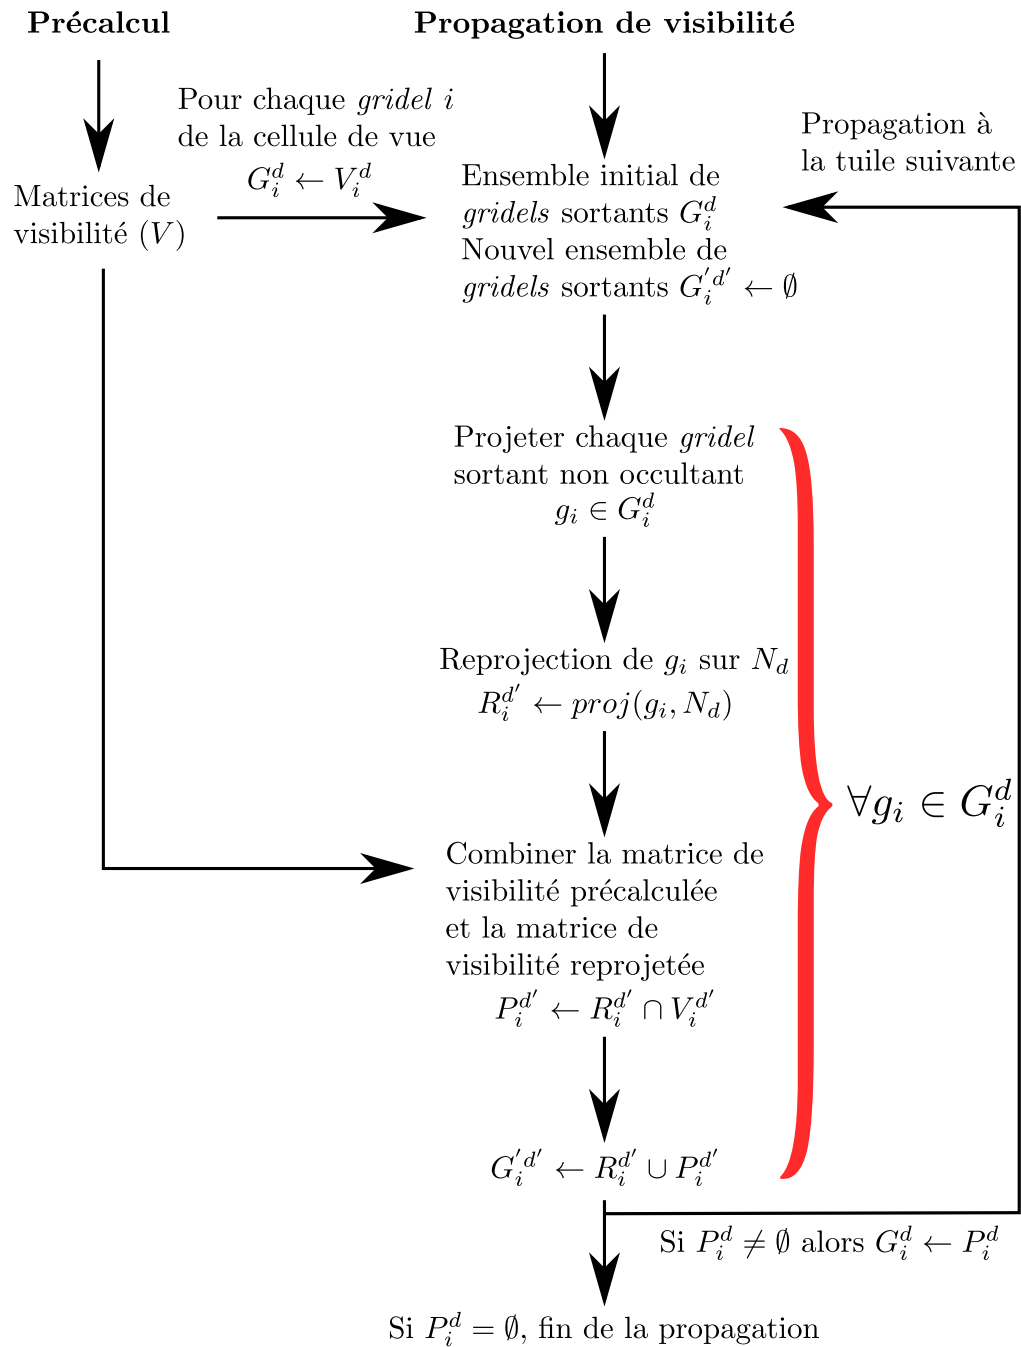 Précalcul
Propagation de visibilité
Pour chaque gridel i
de la cellule de vue
G_i^d ← V_i^d
Matrices de
visibilité (V)
Ensemble initial de
gridels sortants G_i^d
Nouvel ensemble de
gridels sortants G_i^{'d'} ← ∅
Propagation à
la tuile suivante
Projeter chaque gridel
sortant non occultant
g_i ∈ G_i^d
Reprojection de g_i sur N_d
R_i^{d'} ← proj(g_i, N_d)
∀g_i ∈ G_i^d
Combiner la matrice de
visibilité précalculée
et la matrice de
visibilité reprojetée
P_i^{d'} ← R_i^{d'} ∩ V_i^{d'}
G_i^{'d'} ← R_i^{d'} ∪ P_i^{d'}
Si P_i^d ≠ ∅ alors G_i^d ← P_i^d
Si P_i^d = ∅, fin de la propagation